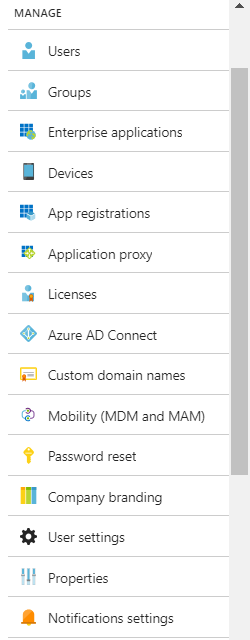 MANAGE
Users
Groups
Enterprise applications
Devices
App registrations
Application proxy
Licenses
Azure AD Connect
Custom domain names
Mobility (MDM and MAM)
Password reset
Company branding
User settings
Properties
Notifications settings